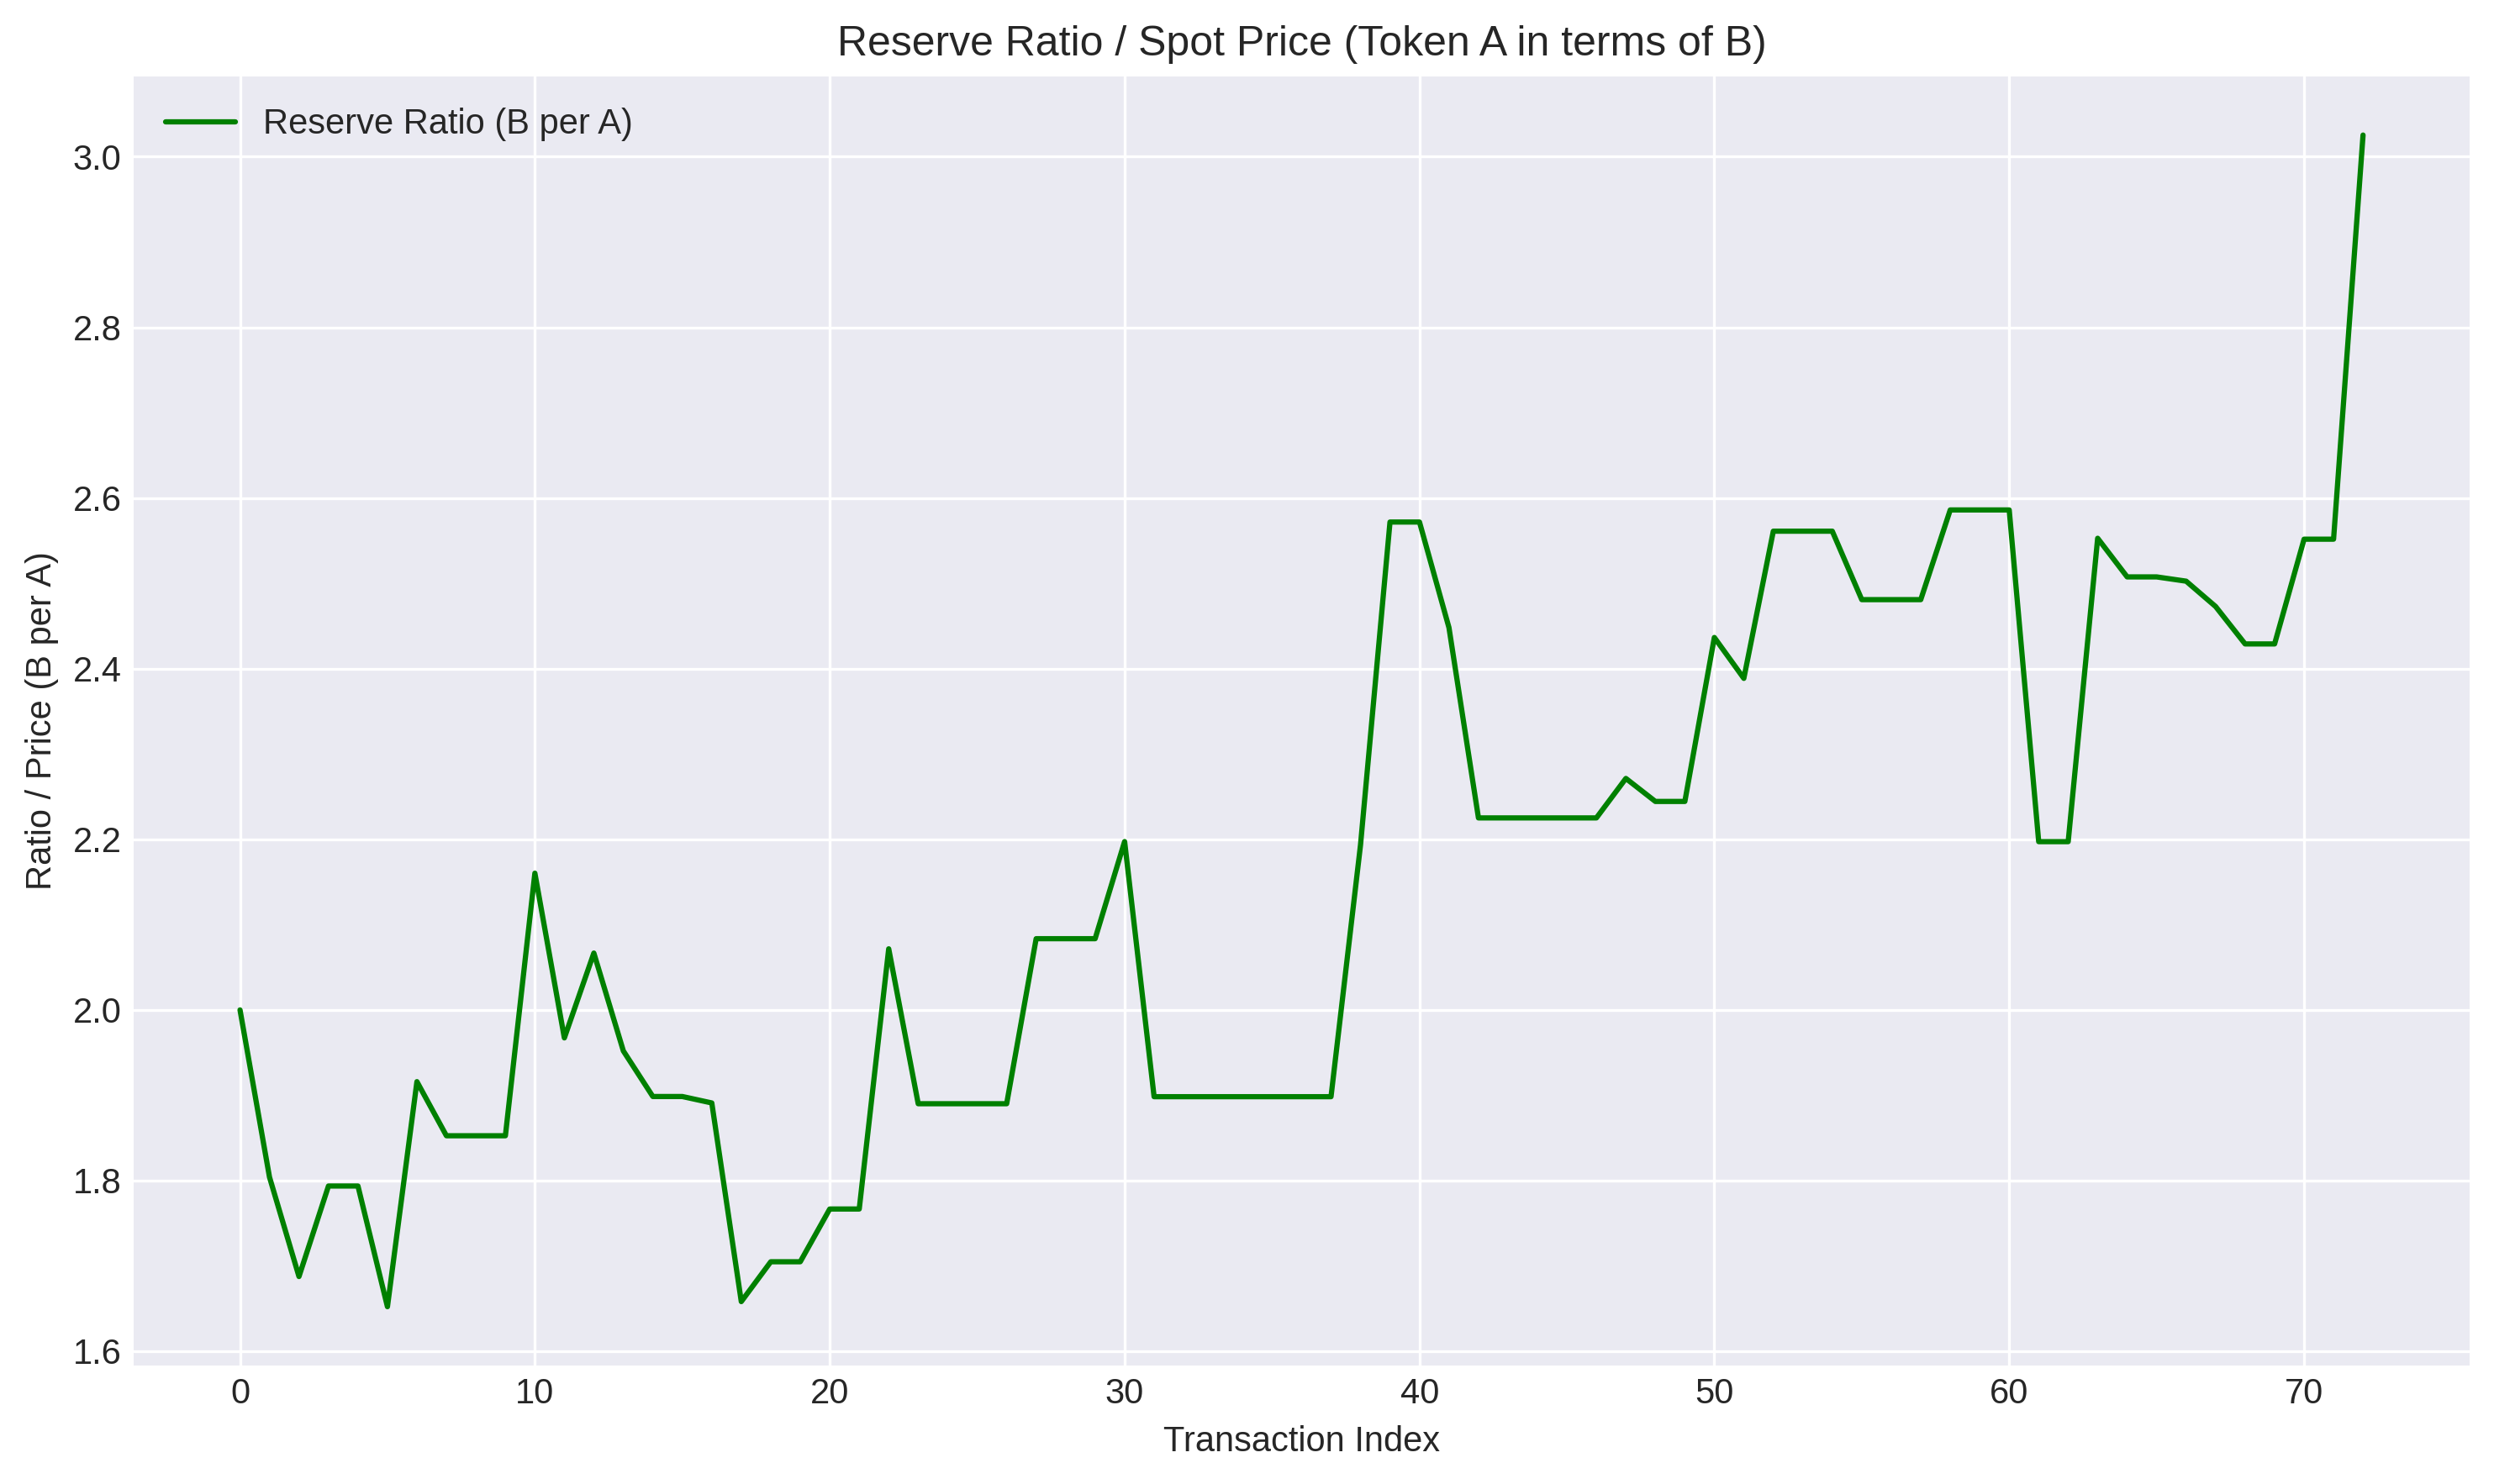 Reserve Ratio / Spot Price (Token A in terms of B)
Reserve Ratio (B per A)
Ratio / Price (B per A)
3.0
2.8
2.6
2.4
2.2
2.0
1.8
1.6
0 10 20 30 40 50 60 70
Transaction Index